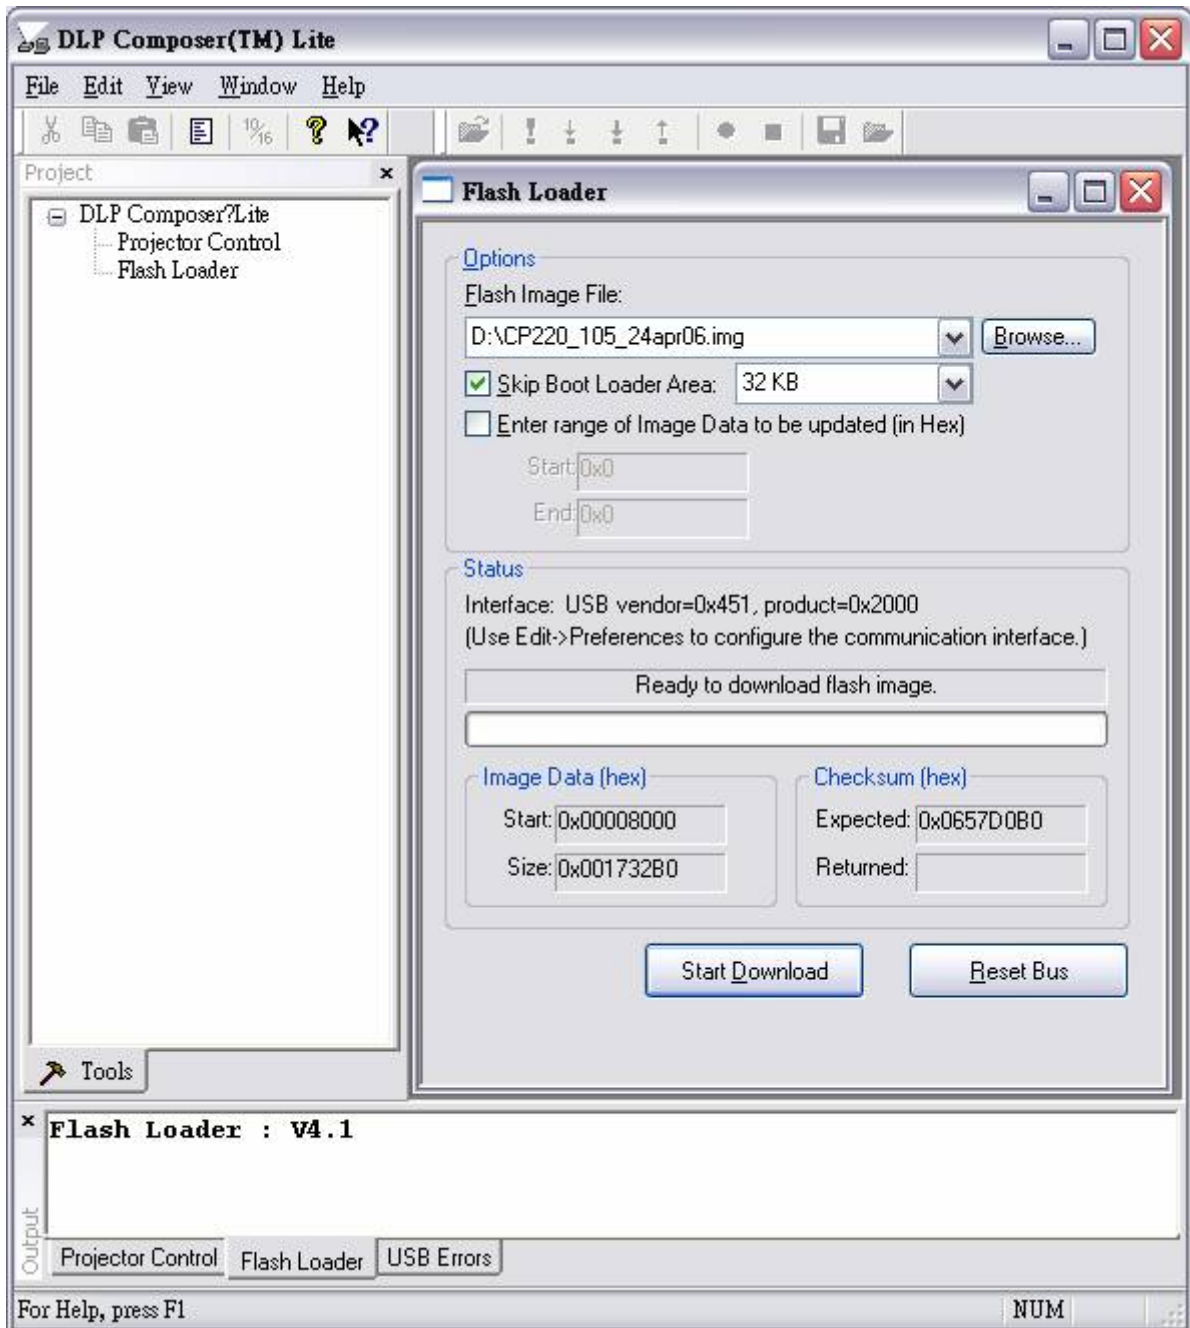 DLP Composer(TM) Lite
File Edit View Window Help
10/16
Project
DLP Composer?Lite
Projector Control
Flash Loader
Tools
Flash Loader
Options
Flash Image File:
D:\CP220_105_24apr06.img Browse...
Skip Boot Loader Area: 32 KB
Enter range of Image Data to be updated (in Hex)
Start: 0x0
End: 0x0
Status
Interface: USB vendor=0x451, product=0x2000
(Use Edit->Preferences to configure the communication interface.)
Ready to download flash image.
Image Data (hex)
Start: 0x00008000
Size: 0x001732B0
Checksum (hex)
Expected: 0x0657D0B0
Returned:
Start Download Reset Bus
Flash Loader : V4.1
Output
Projector Control Flash Loader USB Errors
For Help, press F1 NUM